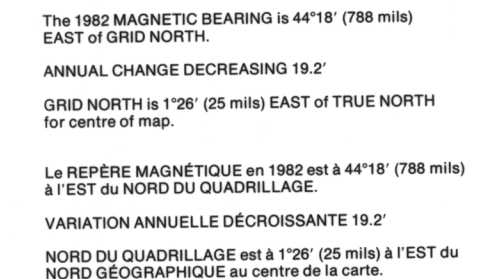 The 1982 MAGNETIC BEARING is 44°18′ (788 mils)
EAST of GRID NORTH.
ANNUAL CHANGE DECREASING 19.2′
GRID NORTH is 1°26′ (25 mils) EAST of TRUE NORTH
for centre of map.
Le REPÈRE MAGNÉTIQUE en 1982 est à 44°18′ (788 mils)
à l'EST du NORD DU QUADRILLAGE.
VARIATION ANNUELLE DÉCROISSANTE 19.2′
NORD DU QUADRILLAGE est à 1°26′ (25 mils) à l'EST du
NORD GÉOGRAPHIQUE au centre de la carte.